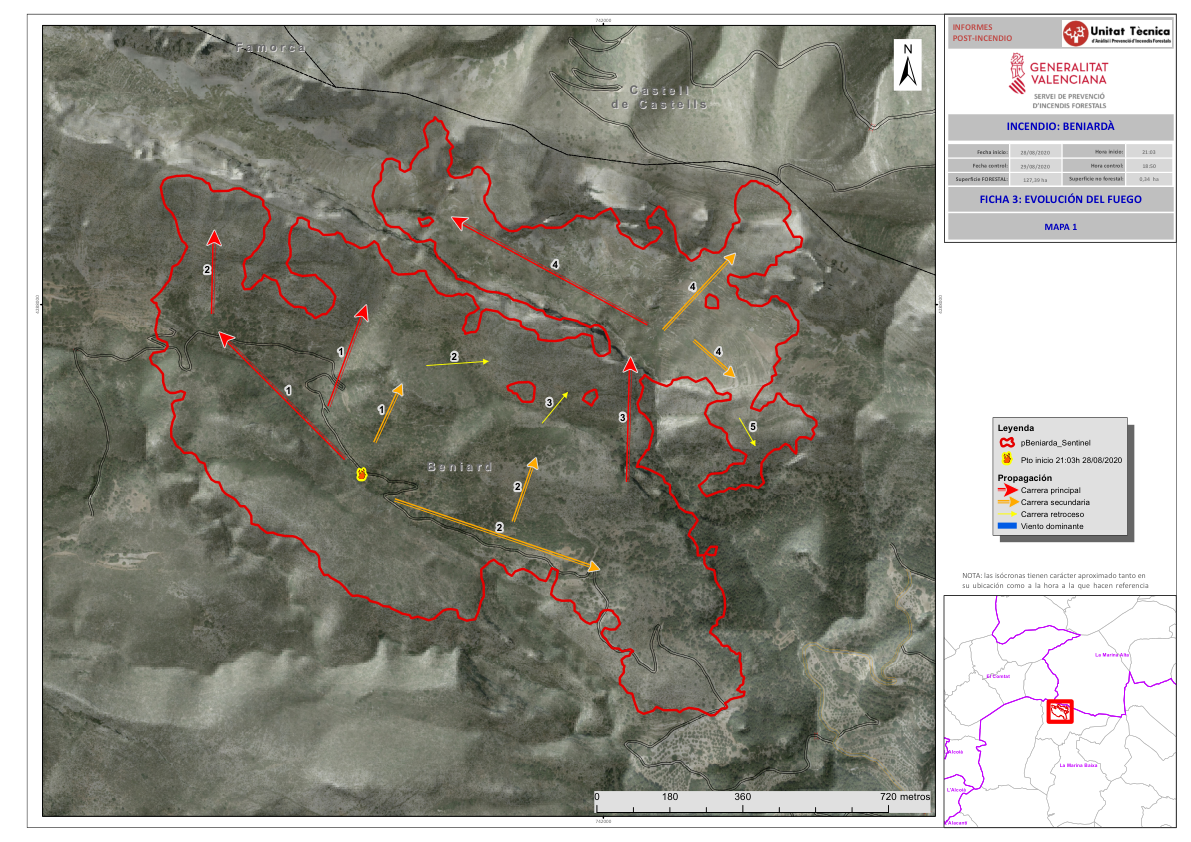 742000
Famorca
Castell
de Castells
N
4
2
4
1
4
2
1
1
3
3
5
Beniard
2
2
0 180 360 720 metros
742000
INFORMES
POST-INCENDIO
Unitat Tècnica
d'Anàlisi i Prevenció d'Incendis Forestals
GENERALITAT
VALENCIANA
SERVEI DE PREVENCIÓ
D'INCENDIS FORESTALS
INCENDIO: BENIARDÀ
Fecha inicio: 28/08/2020 Hora inicio: 21:03
Fecha control: 29/08/2020 Hora control: 18:50
Superficie FORESTAL: 127,39 ha Superficie no forestal: 0,34 ha
FICHA 3: EVOLUCIÓN DEL FUEGO
MAPA 1
Leyenda
pBeniarda_Sentinel
Pto inicio 21:03h 28/08/2020
Propagación
Carrera principal
Carrera secundaria
Carrera retroceso
Viento dominante
NOTA: las isócronas tienen carácter aproximado tanto en
su ubicación como a la hora a la que hacen referencia
La Marina Alta
El Comtat
Alcoià
La Marina Baixa
L'Alcoià
L'Alacantí